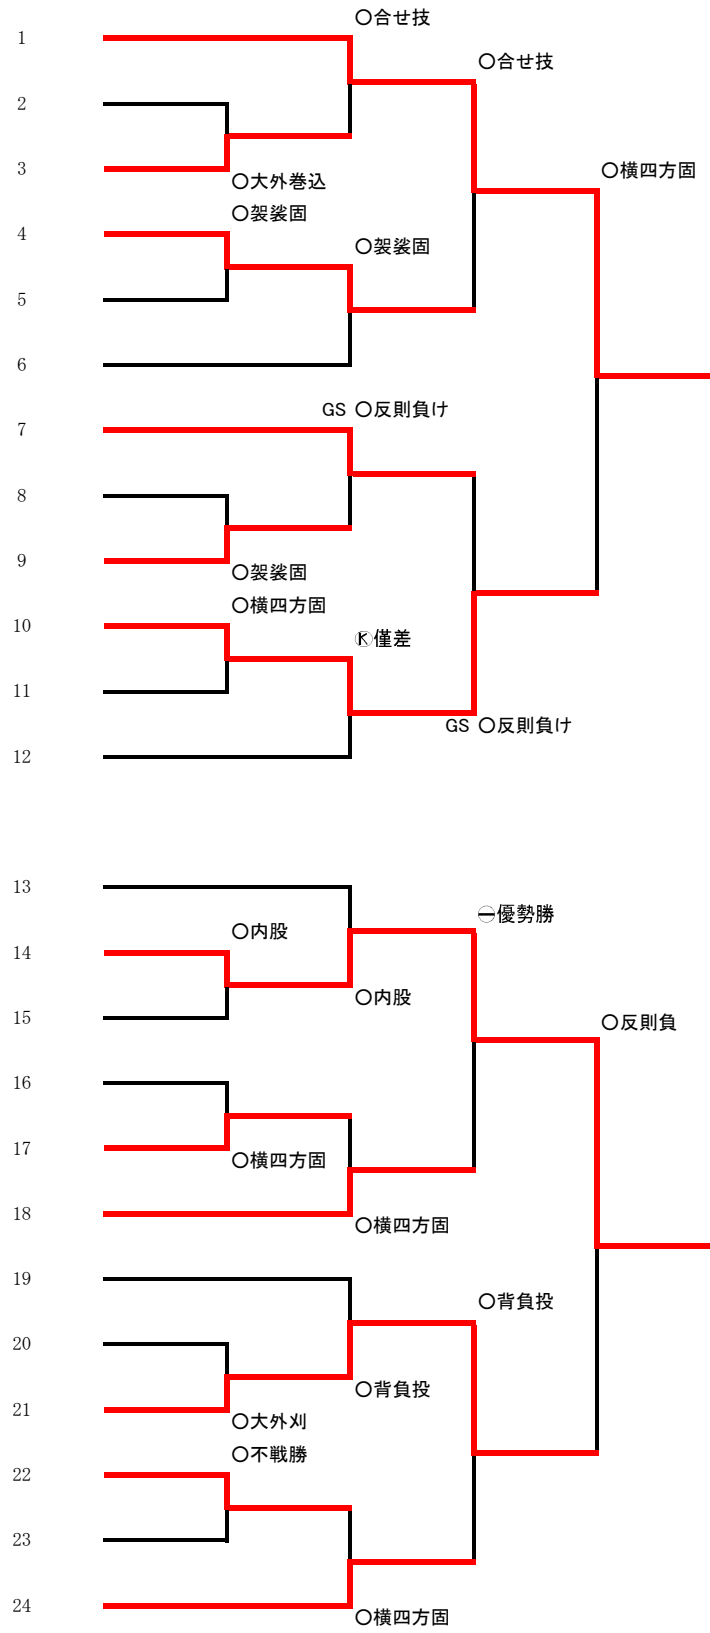 ○合せ技
1
○合せ技
2
3
○横四方固
○大外巻込
○袈裟固
4
○袈裟固
5
6
GS ○反則負け
7
8
9
○袈裟固
○横四方固
10
Ⓚ僅差
11
GS ○反則負け
12
13
㊀優勢勝
○内股
14
○内股
15
○反則負
16
17
○横四方固
18
○横四方固
19
○背負投
20
○背負投
21
○大外刈
○不戦勝
22
23
24
○横四方固